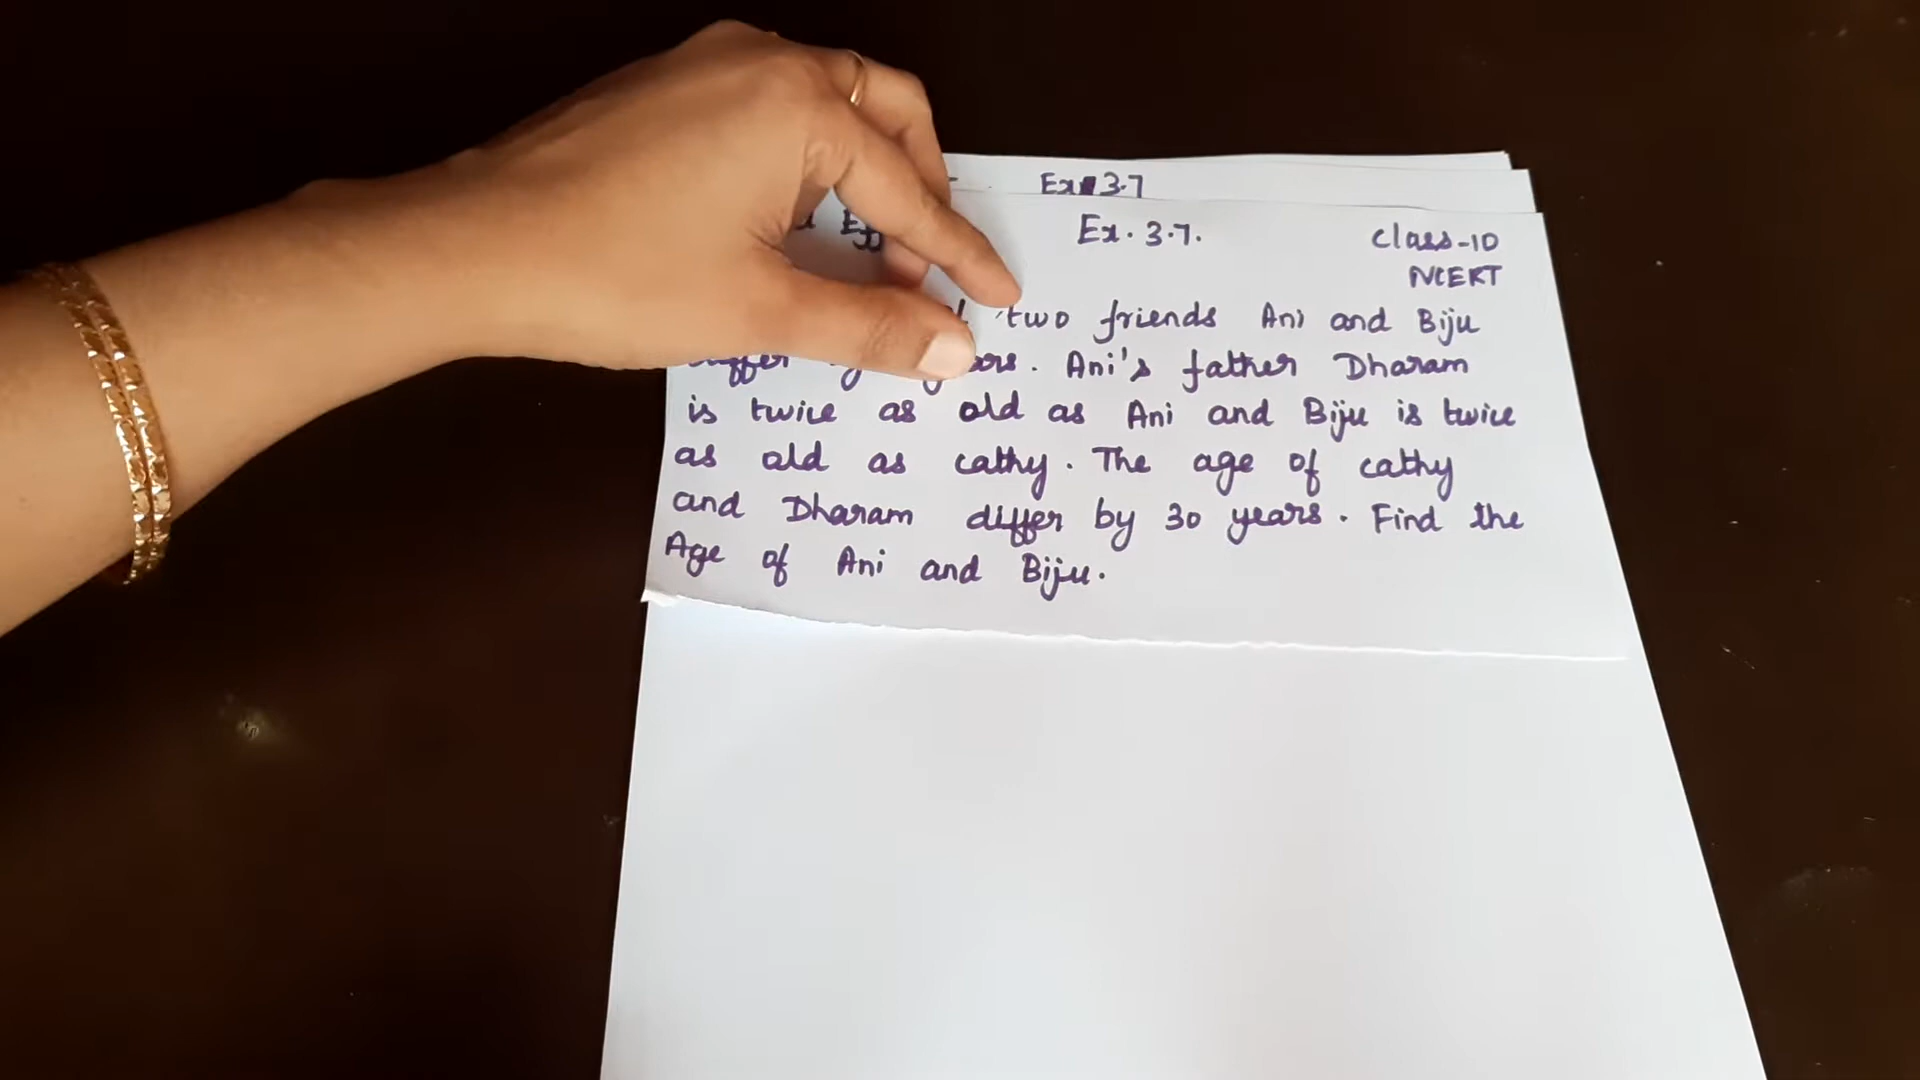 Ex 3.7
Ex. 3.7.
Class-10
NCERT
two friends Ani and Biju
differ by. Ani's father Dharam
is twice as old as Ani and Biju is twice
as old as cathy. The age of cathy
and Dharam differ by 30 years. Find the
Age of Ani and Biju.